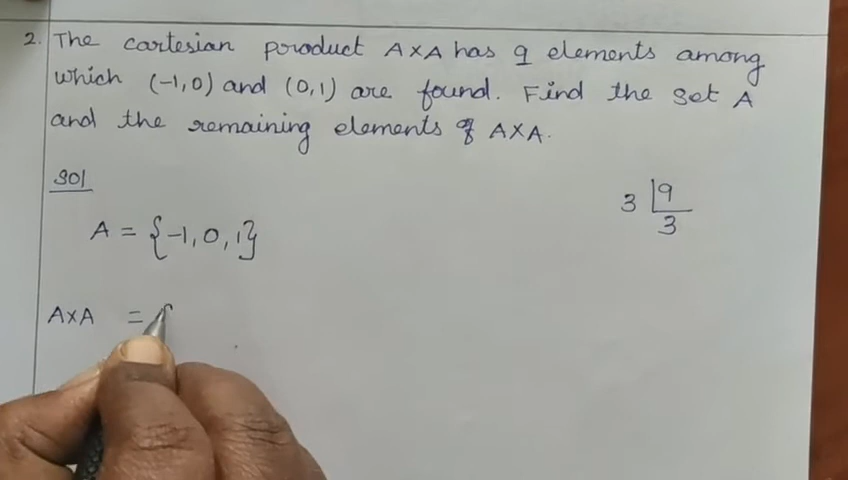 2. The cartesian product A×A has 9 elements among
which (-1,0) and (0,1) are found. Find the set A
and the remaining elements of A×A.
Sol
3 | 9
3
A = {-1, 0, 1}
A×A = {